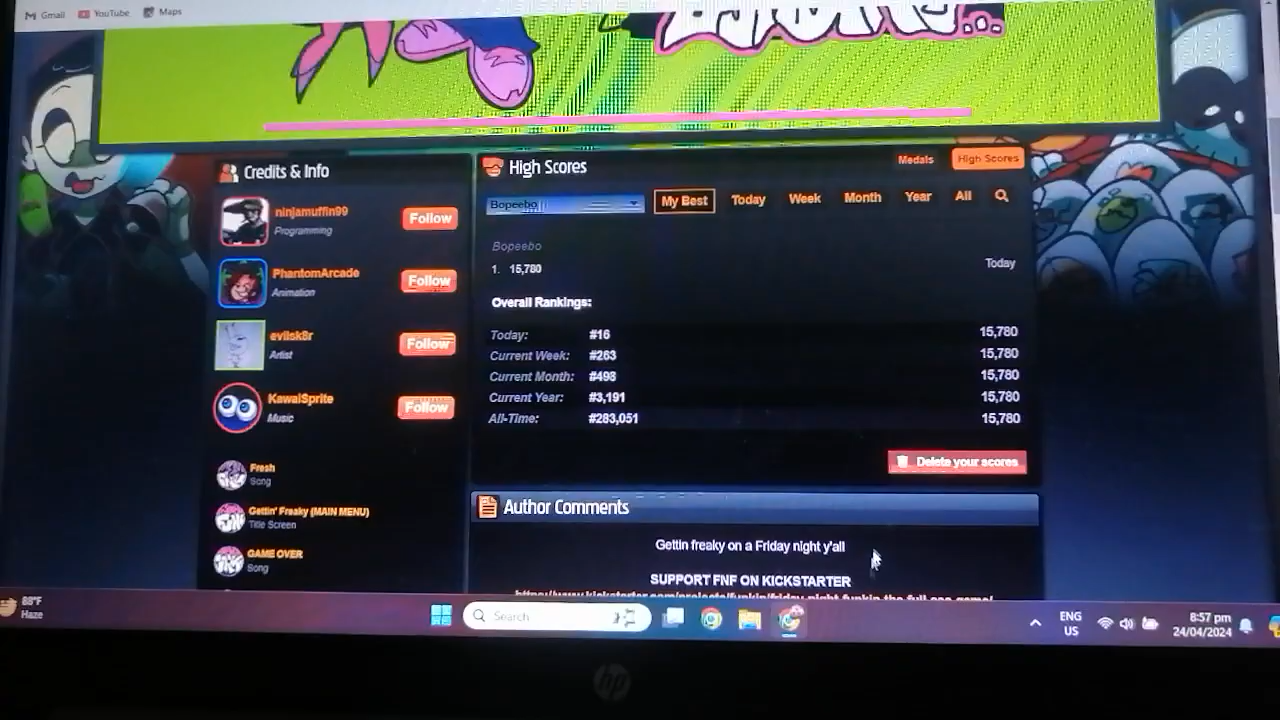 Gmail YouTube Maps
Credits & Info
ninjamuffin99
Programming
Follow
PhantomArcade
Animation
Follow
evilsk8r
Artist
Follow
KawaiSprite
Music
Follow
Fresh
Song
Gettin' Freaky (MAIN MENU)
Title Screen
GAME OVER
Song
High Scores
Medals High Scores
Bopeebo My Best Today Week Month Year All
Bopeebo
1. 15,780 Today
Overall Rankings:
Today: #16 15,780
Current Week: #263 15,780
Current Month: #498 15,780
Current Year: #3,191 15,780
All-Time: #283,051 15,780
Delete your scores
Author Comments
Gettin freaky on a Friday night y'all
SUPPORT FNF ON KICKSTARTER
88°F
Haze
Search
ENG
US
8:57 pm
24/04/2024
hp